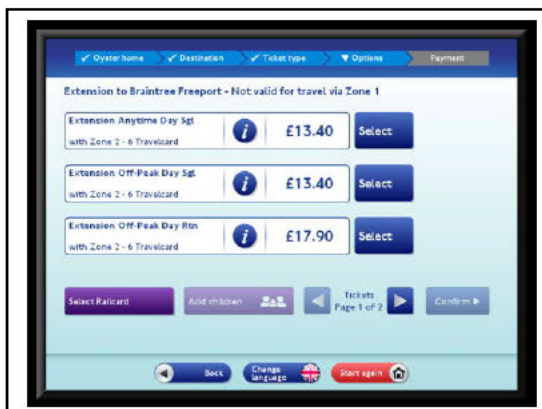 ✓ Oyster home ✓ Destination ✓ Ticket type ▼ Options Payment
Extension to Braintree Freeport - Not valid for travel via Zone 1
Extension Anytime Day Sgl
with Zone 2 - 6 Travelcard
i £13.40 Select
Extension Off-Peak Day Sgl
with Zone 2 - 6 Travelcard
i £13.40 Select
Extension Off-Peak Day Rtn
with Zone 2 - 6 Travelcard
i £17.90 Select
Select Railcard Add children Tickets
Page 1 of 2 Confirm
Back Change
language Start again